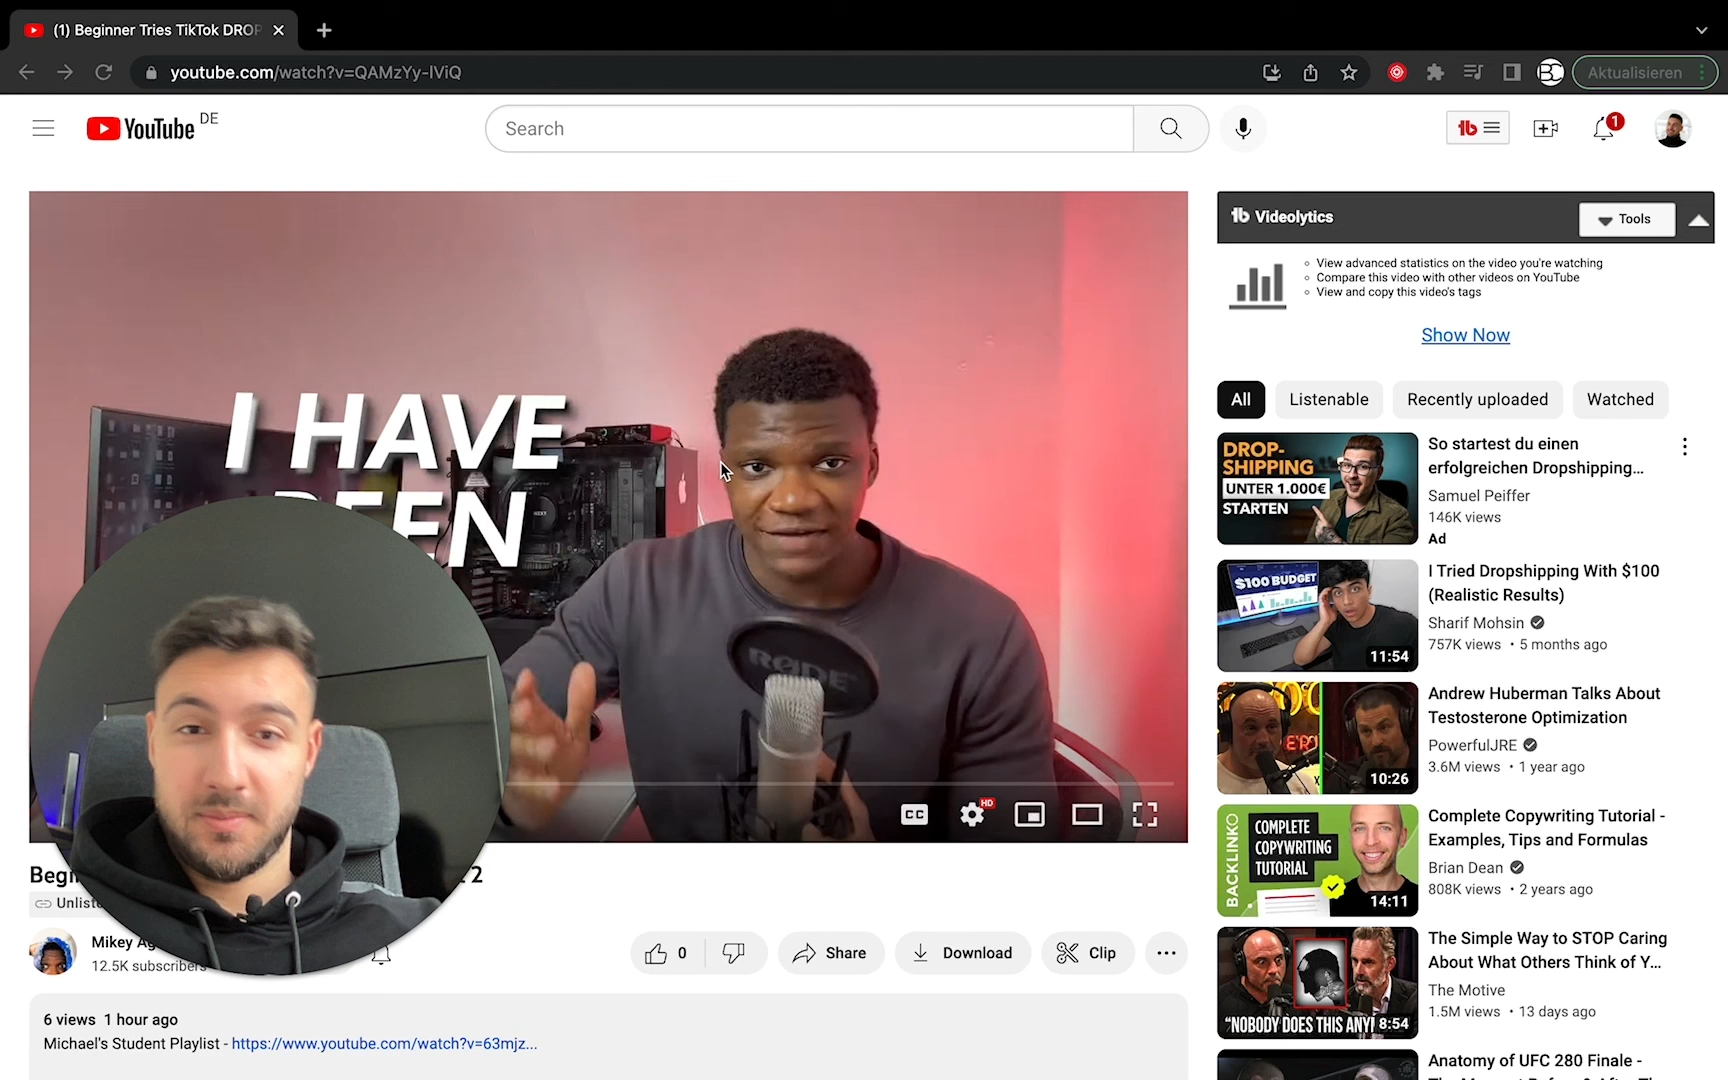 (1) Beginner Tries TikTok DROP
youtube.com/watch?v=QAMzYy-IViQ
Aktualisieren
YouTube DE
Search
1
I HAVE
BEEN
RØDE
CC
HD
2
Mikey
12.5K subscribers
0
Share
Download
Clip
6 views 1 hour ago
Michael's Student Playlist - https://www.youtube.com/watch?v=63mjz...
tb Videolytics
Tools
View advanced statistics on the video you're watching
Compare this video with other videos on YouTube
View and copy this video's tags
Show Now
All
Listenable
Recently uploaded
Watched
DROP-
SHIPPING
UNTER 1.000€
STARTEN
So startest du einen
erfolgreichen Dropshipping...
Samuel Peiffer
146K views
Ad
$100 BUDGET
11:54
I Tried Dropshipping With $100
(Realistic Results)
Sharif Mohsin
757K views • 5 months ago
10:26
Andrew Huberman Talks About
Testosterone Optimization
PowerfulJRE
3.6M views • 1 year ago
BACKLINKO
COMPLETE
COPYWRITING
TUTORIAL
14:11
Complete Copywriting Tutorial -
Examples, Tips and Formulas
Brian Dean
808K views • 2 years ago
"NOBODY DOES THIS ANY
8:54
The Simple Way to STOP Caring
About What Others Think of Y...
The Motive
1.5M views • 13 days ago
Anatomy of UFC 280 Finale -